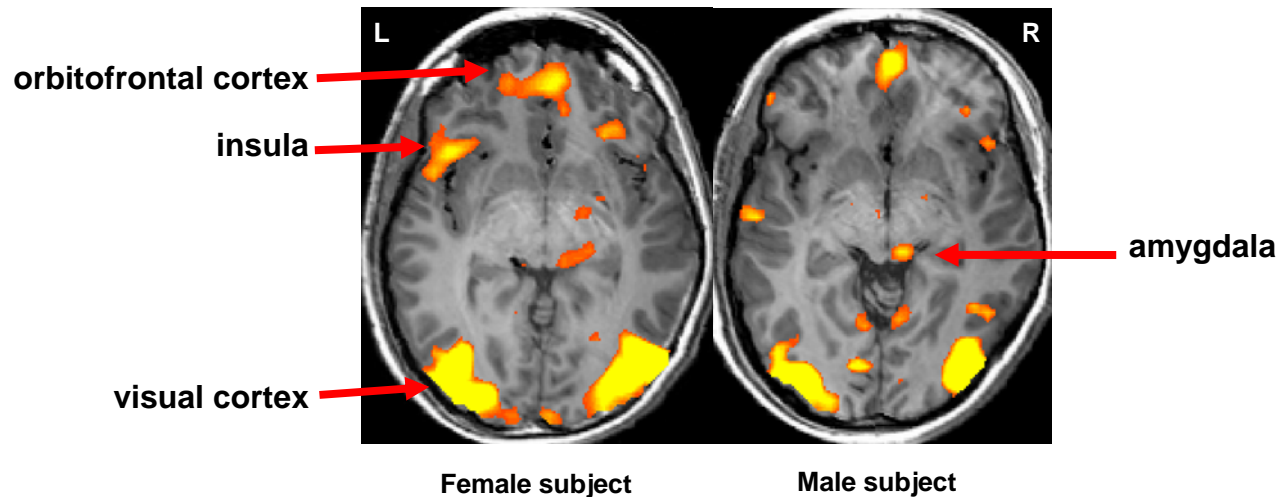 L
R
orbitofrontal cortex
insula
amygdala
visual cortex
Female subject
Male subject